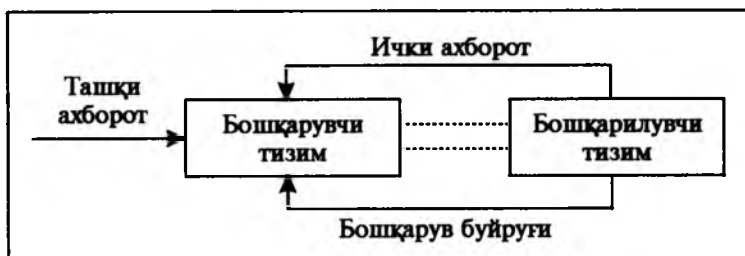 Ички ахборот
Ташқи
ахборот
Бошқарувчи
тизим
Бошқарилувчи
тизим
Бошқарув буйруғи